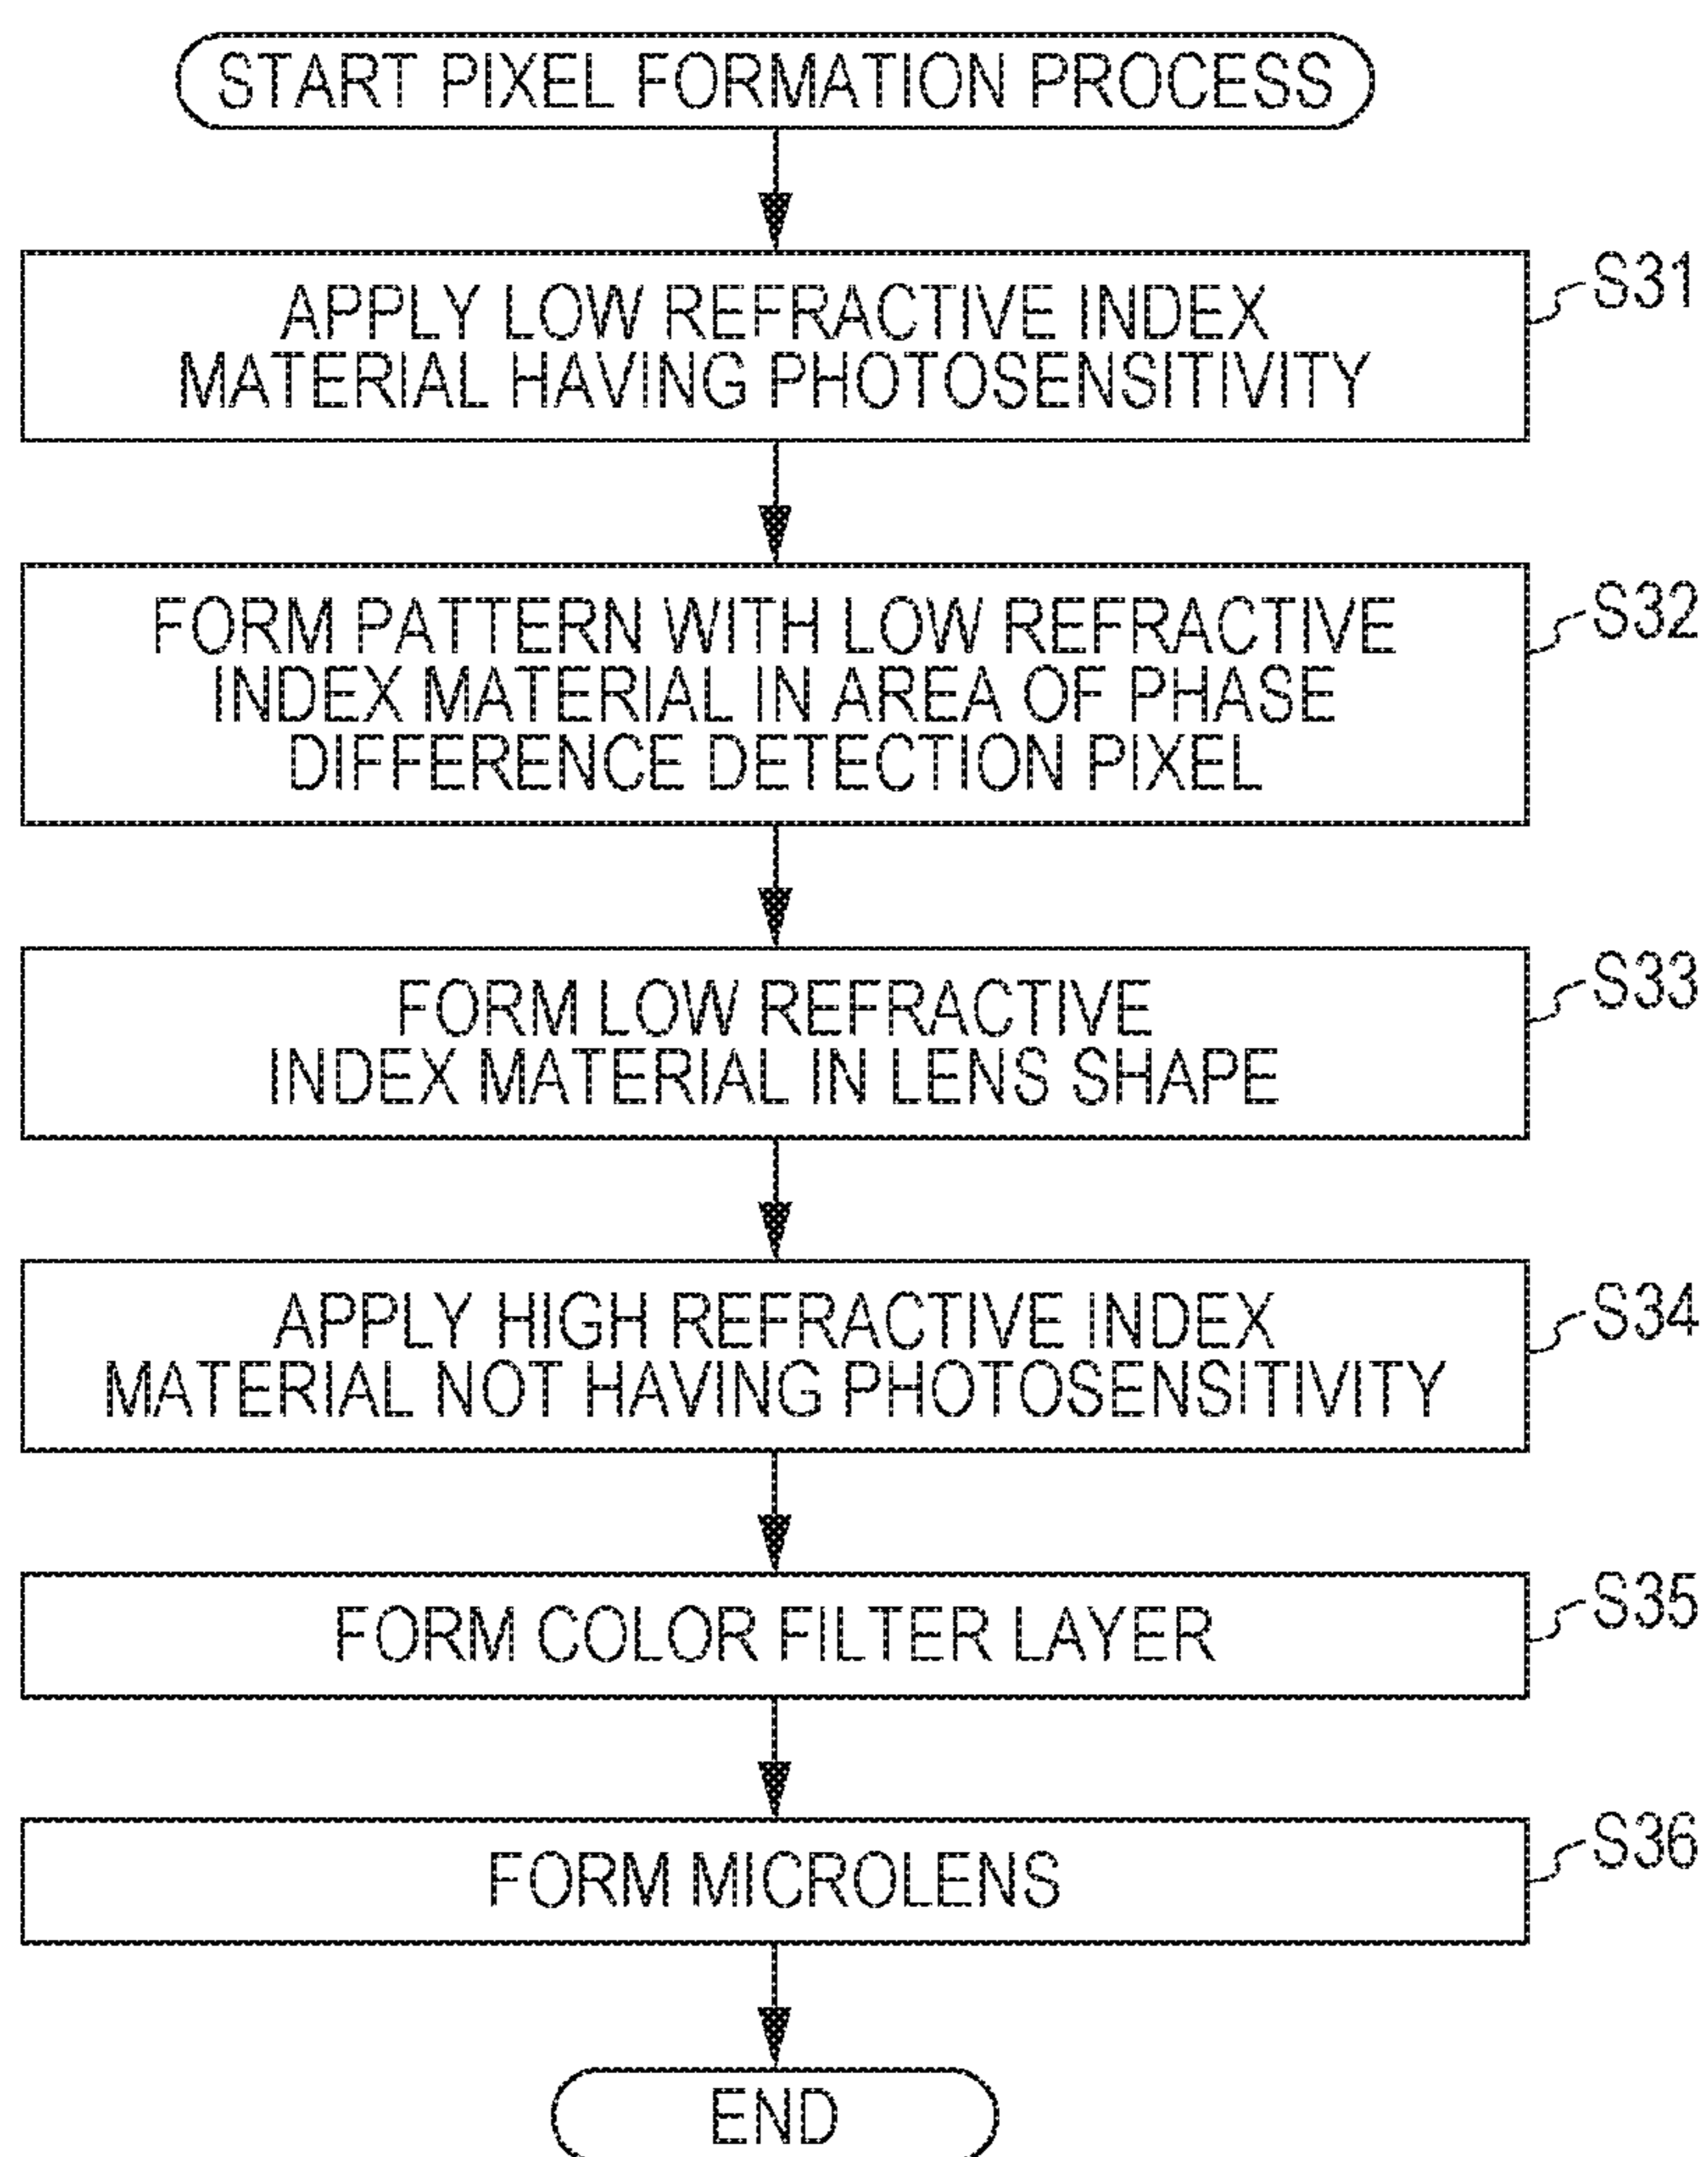 START PIXEL FORMATION PROCESS
APPLY LOW REFRACTIVE INDEX
MATERIAL HAVING PHOTOSENSITIVITY
S31
FORM PATTERN WITH LOW REFRACTIVE
INDEX MATERIAL IN AREA OF PHASE
DIFFERENCE DETECTION PIXEL
S32
FORM LOW REFRACTIVE
INDEX MATERIAL IN LENS SHAPE
S33
APPLY HIGH REFRACTIVE INDEX
MATERIAL NOT HAVING PHOTOSENSITIVITY
S34
FORM COLOR FILTER LAYER
S35
FORM MICROLENS
S36
END